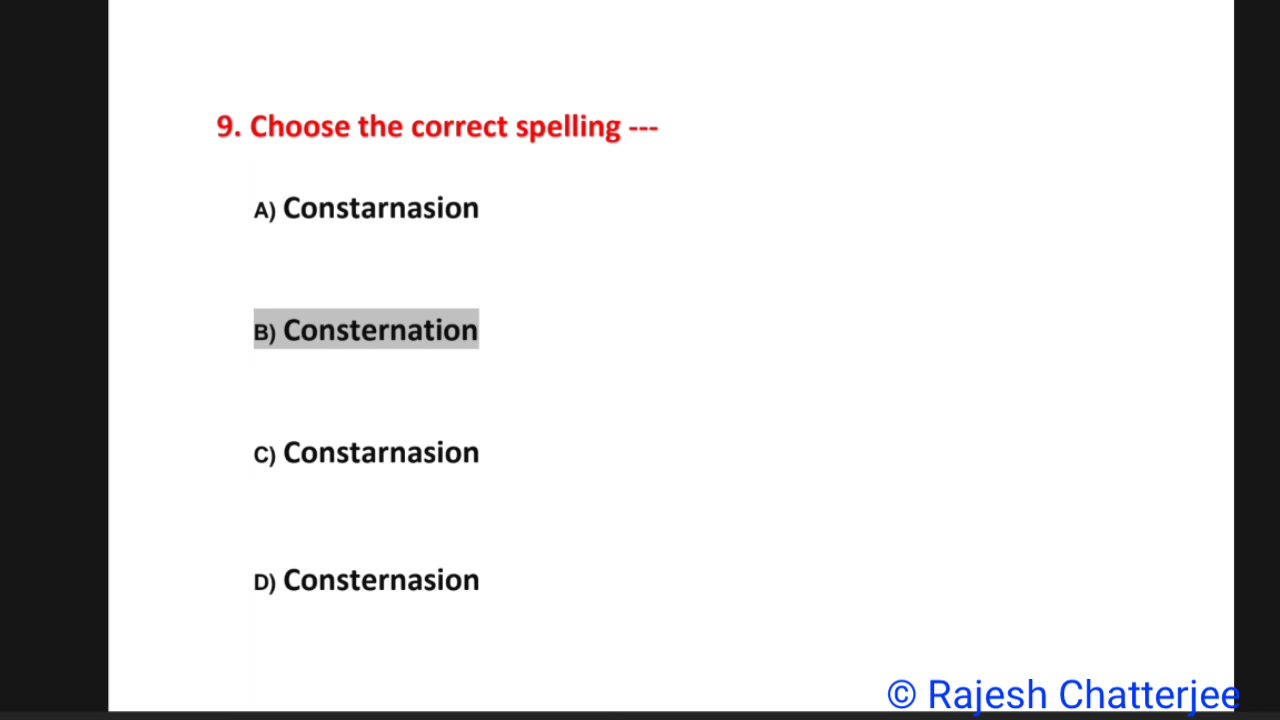 9. Choose the correct spelling ---
A) Constarnasion
B) Consternation
C) Constarnasion
D) Consternasion
© Rajesh Chatterjee